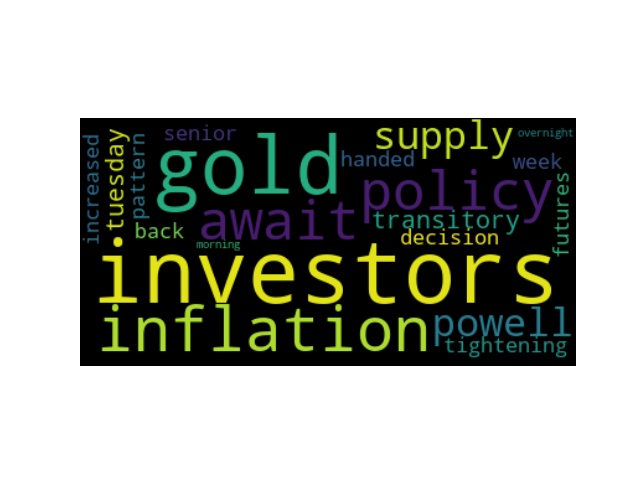 increased
tuesday
pattern
senior
gold
supply
overnight
handed
week
policy
await
transitory
futures
back
decision
morning
investors
inflation
powell
tightening